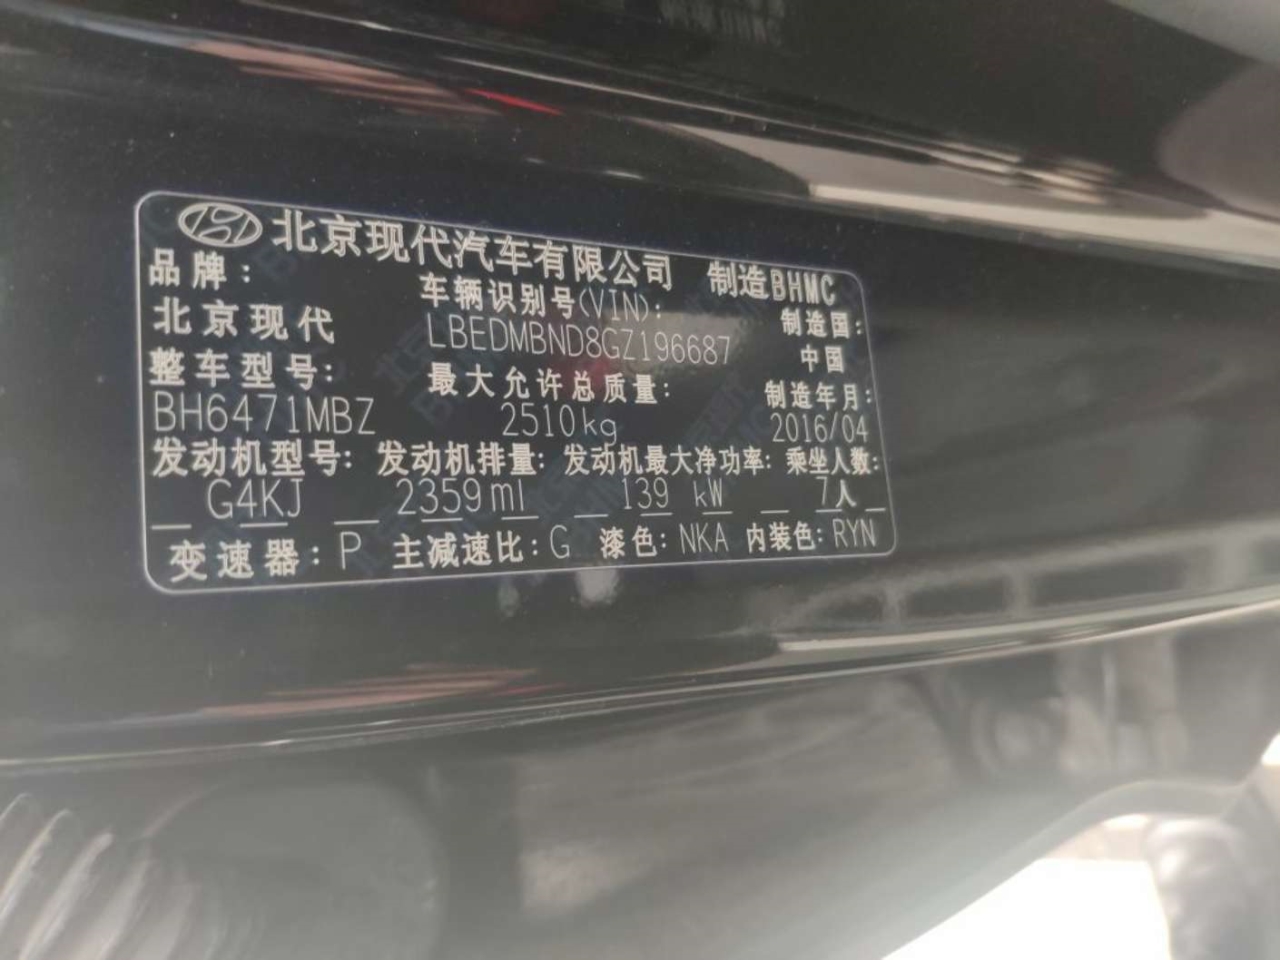 北京现代汽车有限公司 制造BHMC
品牌: 车辆识别号(VIN): 制造国:
北京现代 LBEDMBND8GZ196687 中国
整车型号: 最大允许总质量: 制造年月:
BH6471MBZ 2510kg 2016/04
发动机型号: 发动机排量: 发动机最大净功率: 乘坐人数:
G4KJ 2359ml 139 kW 7人
变速器: P 主减速比: G 漆色: NKA 内装色: RYN